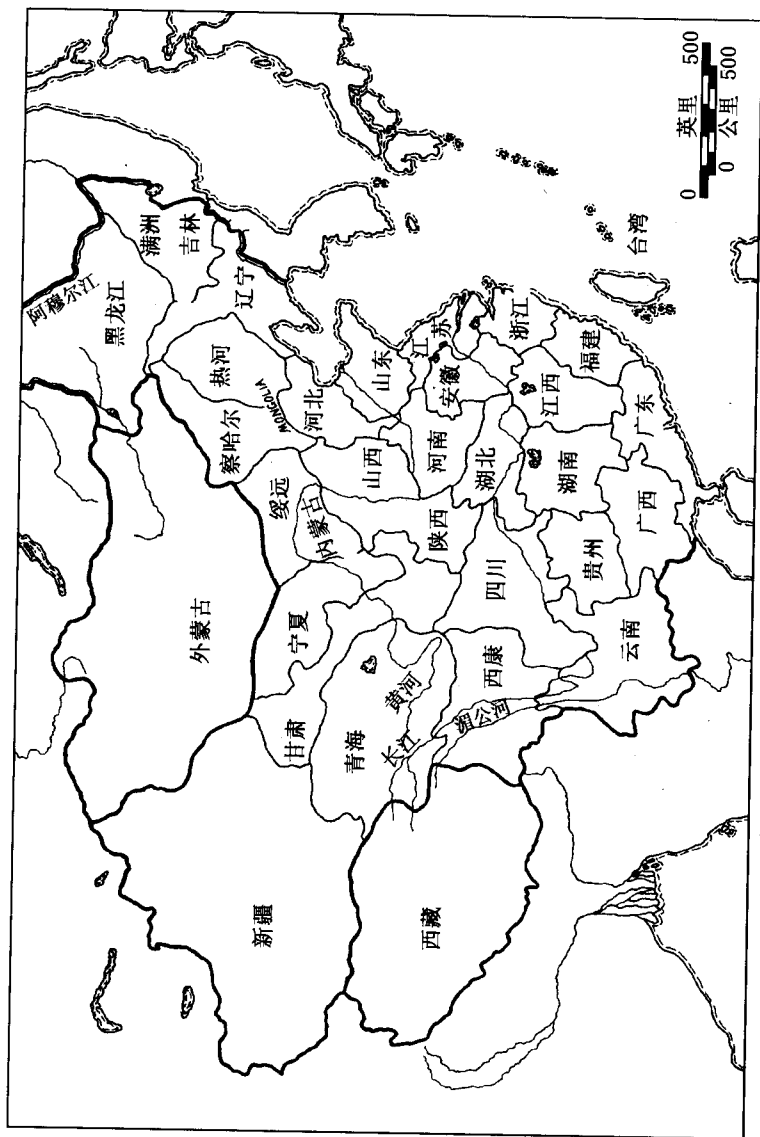 阿穆尔江
黑龙江
满洲
吉林
辽宁
热河
察哈尔
MONGOLIA
绥远
内蒙古
外蒙古
宁夏
甘肃
新疆
青海
黄河
长江
西藏
湄公河
西康
四川
陕西
山西
河北
山东
河南
江苏
安徽
湖北
浙江
江西
湖南
福建
台湾
贵州
云南
广西
广东
0 英里 500
0 公里 500